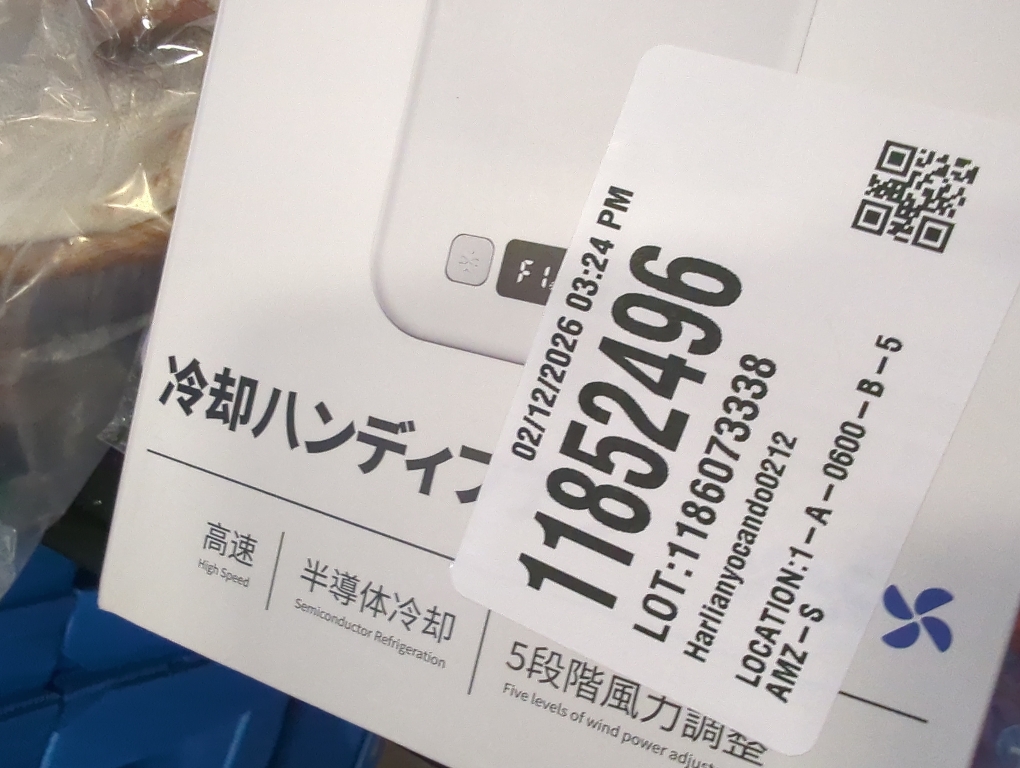 冷却ハンディフ
高速
High Speed
半導体冷却
Semiconductor Refrigeration
5段階風力調整
Five levels of wind power
02/12/2026 03:24 PM
11852496
LOT:1186073338
Harlianyocando0212
LOCATION:1-A-0600-B-5
AMZ-S